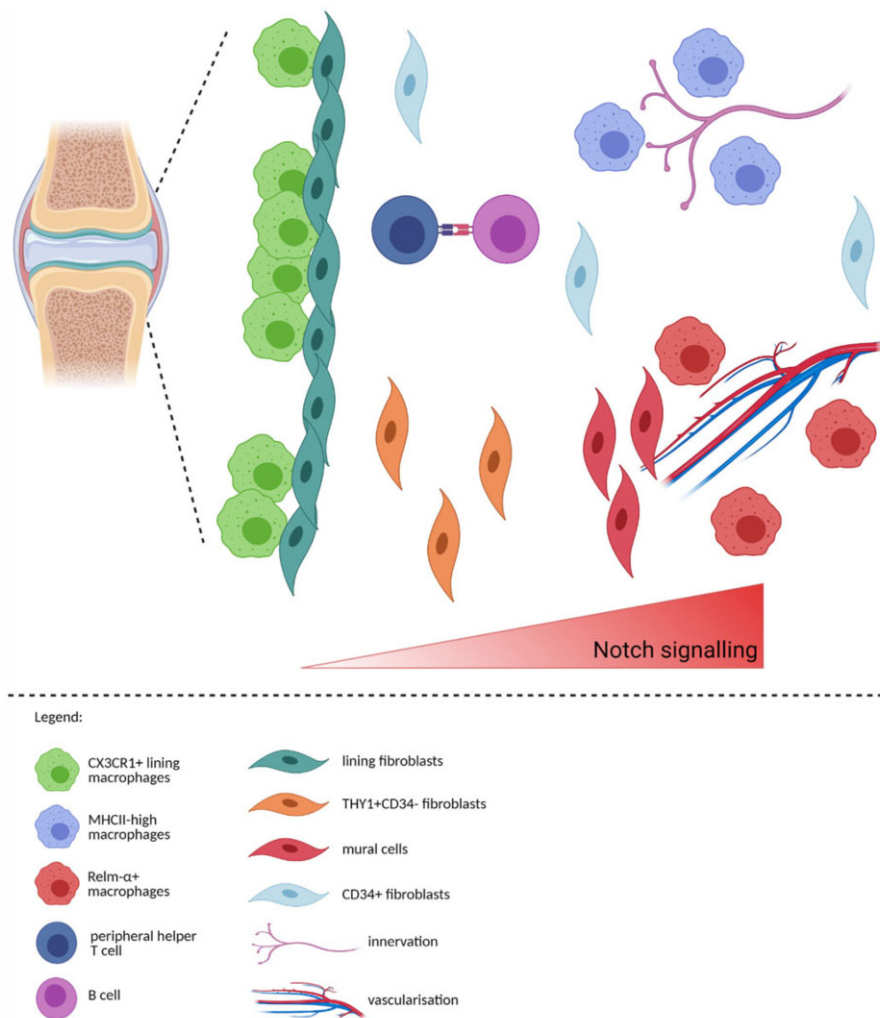 Notch signalling
Legend:
CX3CR1+ lining
macrophages
MHCII-high
macrophages
Relm-α+
macrophages
peripheral helper
T cell
B cell
lining fibroblasts
THY1+CD34- fibroblasts
mural cells
CD34+ fibroblasts
innervation
vascularisation